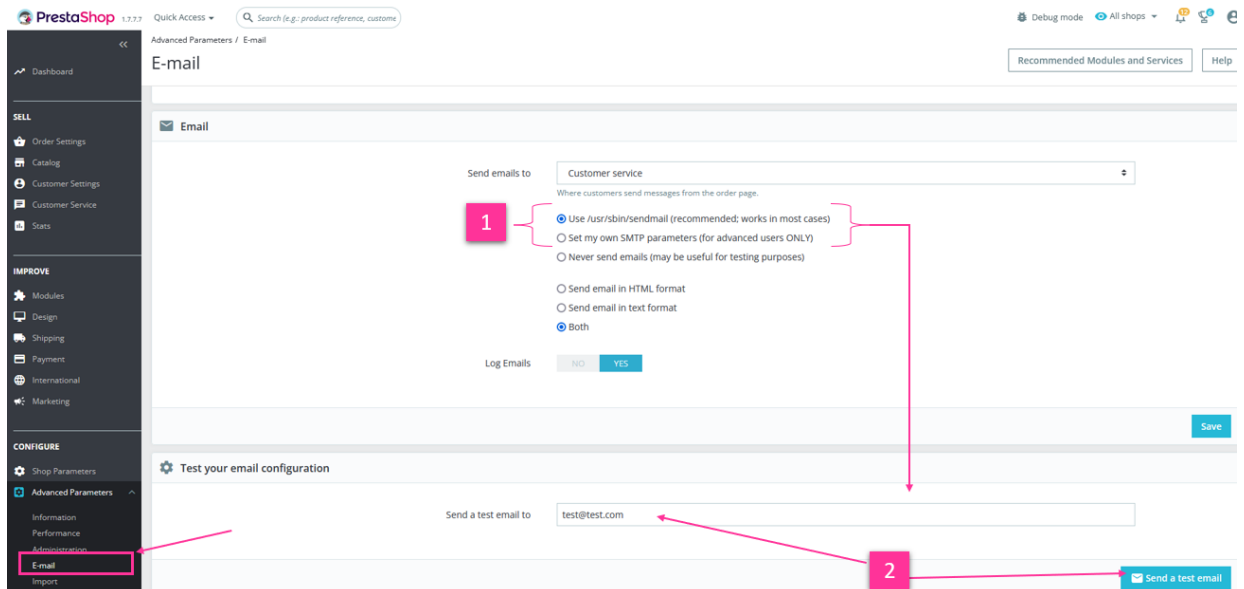 PrestaShop 1.7.7.7 Quick Access Search (e.g.: product reference, custome Debug mode All shops
Advanced Parameters / E-mail
E-mail
Recommended Modules and Services
Help
Dashboard
SELL
Order Settings
Catalog
Customer Settings
Customer Service
Stats
IMPROVE
Modules
Design
Shipping
Payment
International
Marketing
CONFIGURE
Shop Parameters
Advanced Parameters
Information
Performance
Administration
E-mail
Import
Email
Send emails to Customer service
Where customers send messages from the order page.
1
Use /usr/sbin/sendmail (recommended; works in most cases)
Set my own SMTP parameters (for advanced users ONLY)
Never send emails (may be useful for testing purposes)
Send email in HTML format
Send email in text format
Both
Log Emails NO YES
Save
Test your email configuration
Send a test email to test@test.com
2
Send a test email